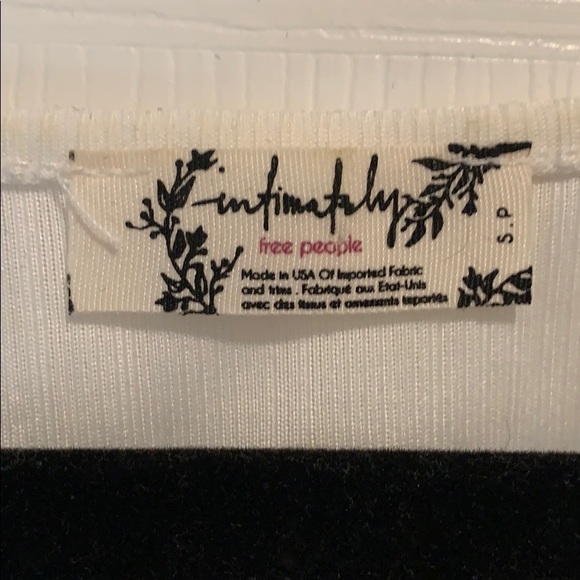 intimately
free people
Made in USA Of Imported Fabric
and trims . Fabriqué aux Etat-Unis
avec des tissus et ornements importés
S.P